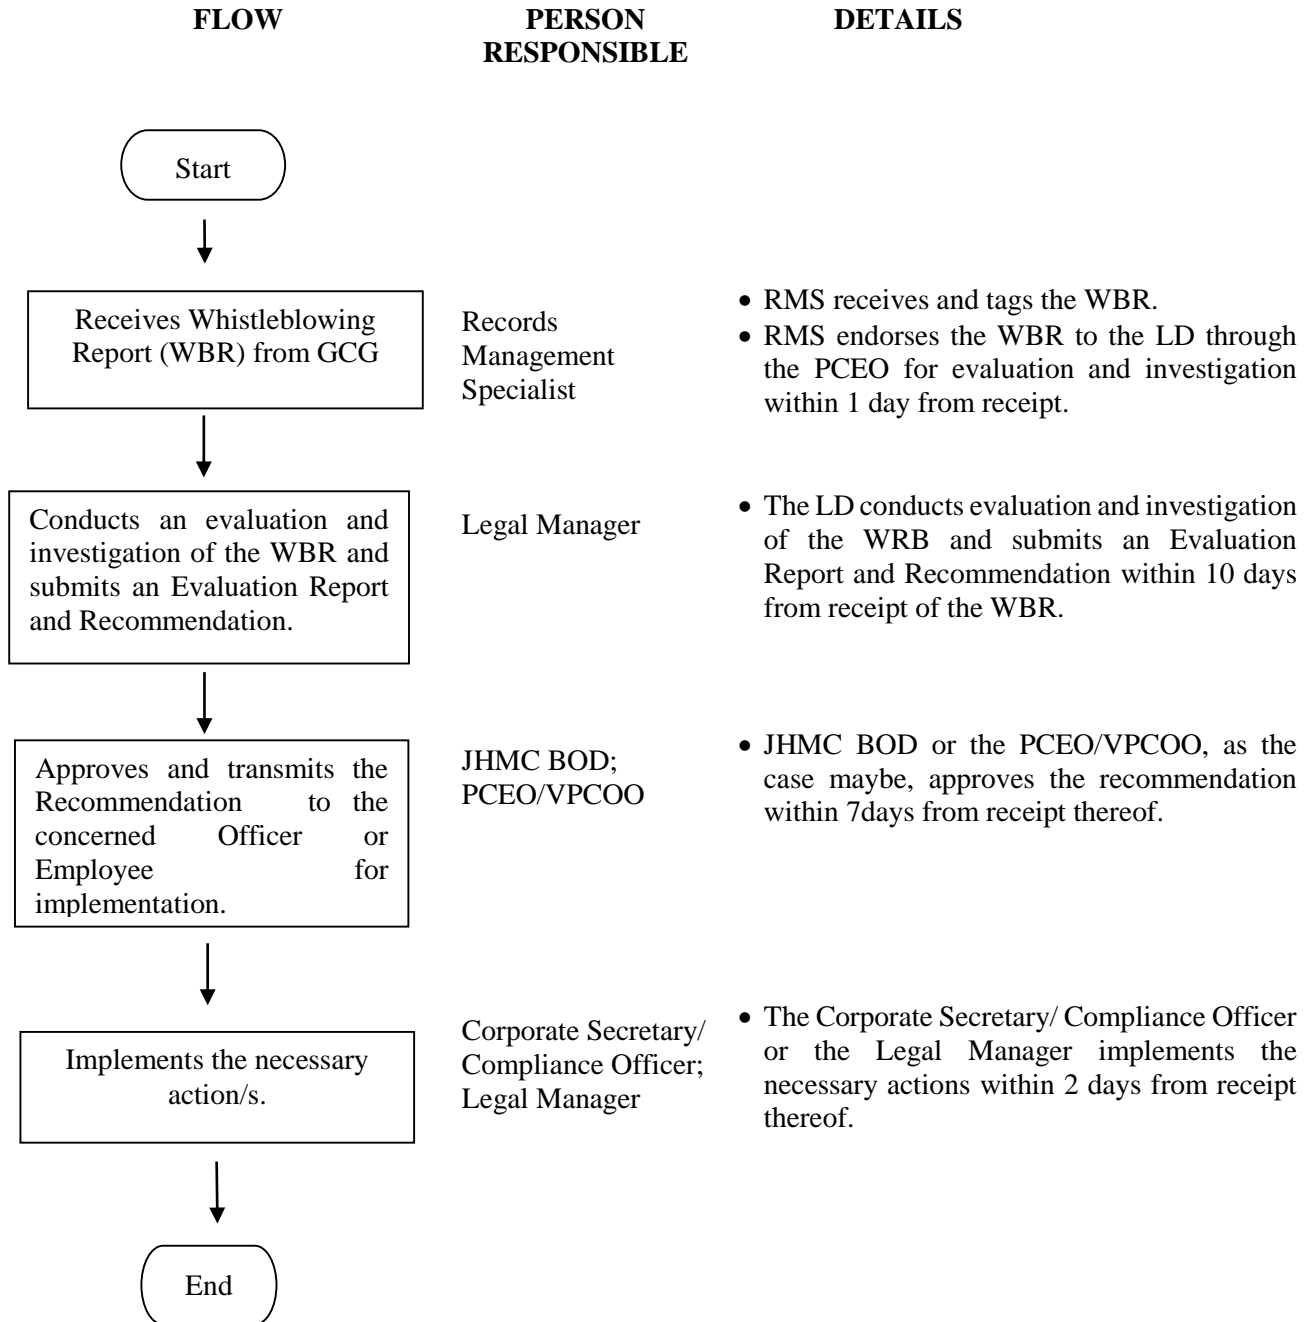 FLOW
PERSON
RESPONSIBLE
DETAILS
Start
Receives Whistleblowing
Report (WBR) from GCG
Records
Management
Specialist
• RMS receives and tags the WBR.
• RMS endorses the WBR to the LD through
the PCEO for evaluation and investigation
within 1 day from receipt.
Conducts an evaluation and
investigation of the WBR and
submits an Evaluation Report
and Recommendation.
Legal Manager
• The LD conducts evaluation and investigation
of the WRB and submits an Evaluation
Report and Recommendation within 10 days
from receipt of the WBR.
Approves and transmits the
Recommendation to the
concerned Officer or
Employee for
implementation.
JHMC BOD;
PCEO/VPCOO
• JHMC BOD or the PCEO/VPCOO, as the
case maybe, approves the recommendation
within 7days from receipt thereof.
Implements the necessary
action/s.
Corporate Secretary/
Compliance Officer;
Legal Manager
• The Corporate Secretary/ Compliance Officer
or the Legal Manager implements the
necessary actions within 2 days from receipt
thereof.
End